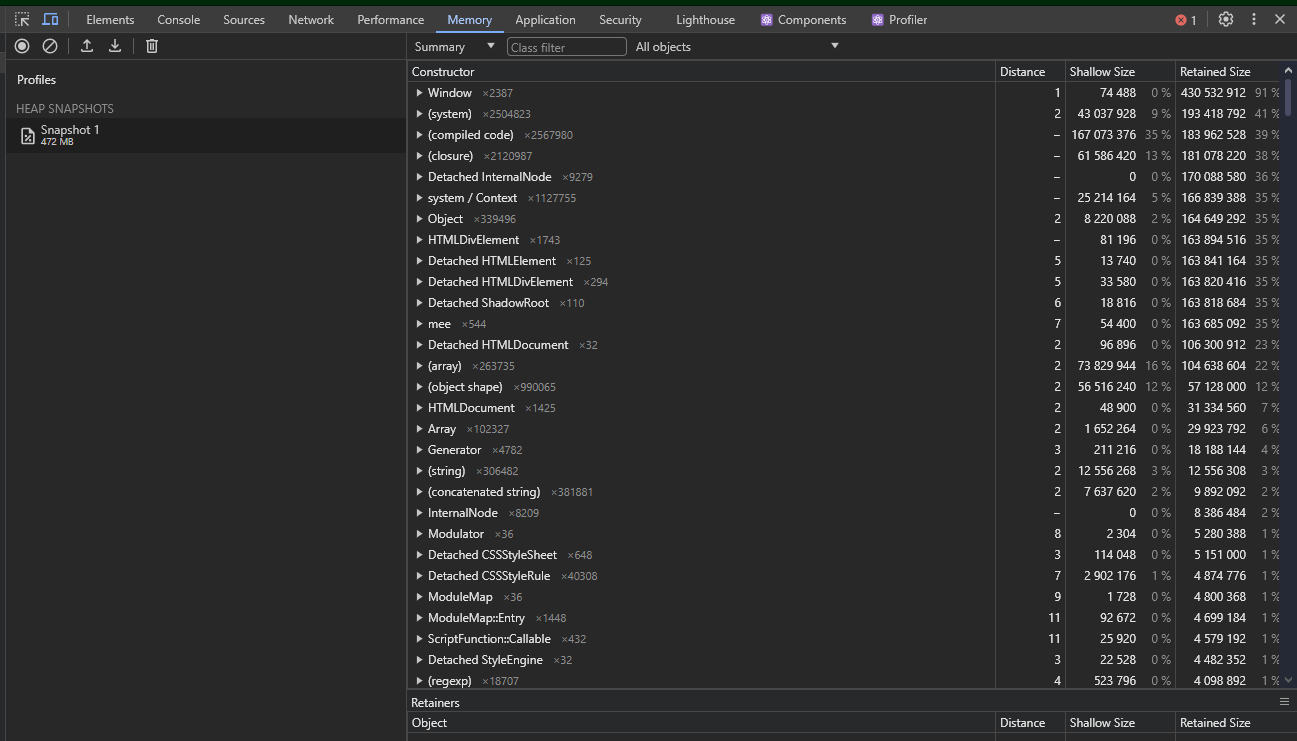 Elements Console Sources Network Performance Memory Application Security Lighthouse Components Profiler 1
Summary Class filter All objects
Profiles
HEAP SNAPSHOTS
Snapshot 1
472 MB
Constructor Distance Shallow Size Retained Size
Window ×2387 1 74 488 0 % 430 532 912 91 %
(system) ×2504823 2 43 037 928 9 % 193 418 792 41 %
(compiled code) ×2567980 – 167 073 376 35 % 183 962 528 39 %
(closure) ×2120987 – 61 586 420 13 % 181 078 220 38 %
Detached InternalNode ×9279 – 0 0 % 170 088 580 36 %
system / Context ×1127755 – 25 214 164 5 % 166 839 388 35 %
Object ×339496 2 8 220 088 2 % 164 649 292 35 %
HTMLDivElement ×1743 – 81 196 0 % 163 894 516 35 %
Detached HTMLElement ×125 5 13 740 0 % 163 841 164 35 %
Detached HTMLDivElement ×294 5 33 580 0 % 163 820 416 35 %
Detached ShadowRoot ×110 6 18 816 0 % 163 818 684 35 %
mee ×544 7 54 400 0 % 163 685 092 35 %
Detached HTMLDocument ×32 2 96 896 0 % 106 300 912 23 %
(array) ×263735 2 73 829 944 16 % 104 638 604 22 %
(object shape) ×990065 2 56 516 240 12 % 57 128 000 12 %
HTMLDocument ×1425 2 48 900 0 % 31 334 560 7 %
Array ×102327 2 1 652 264 0 % 29 923 792 6 %
Generator ×4782 3 211 216 0 % 18 188 144 4 %
(string) ×306482 2 12 556 268 3 % 12 556 308 3 %
(concatenated string) ×381881 2 7 637 620 2 % 9 892 092 2 %
InternalNode ×8209 – 0 0 % 8 386 484 2 %
Modulator ×36 8 2 304 0 % 5 280 388 1 %
Detached CSSStyleSheet ×648 3 114 048 0 % 5 151 000 1 %
Detached CSSStyleRule ×40308 7 2 902 176 1 % 4 874 776 1 %
ModuleMap ×36 9 1 728 0 % 4 800 368 1 %
ModuleMap::Entry ×1448 11 92 672 0 % 4 699 184 1 %
ScriptFunction::Callable ×432 11 25 920 0 % 4 579 192 1 %
Detached StyleEngine ×32 3 22 528 0 % 4 482 352 1 %
(regexp) ×18707 4 523 796 0 % 4 098 892 1 %
Retainers
Object Distance Shallow Size Retained Size